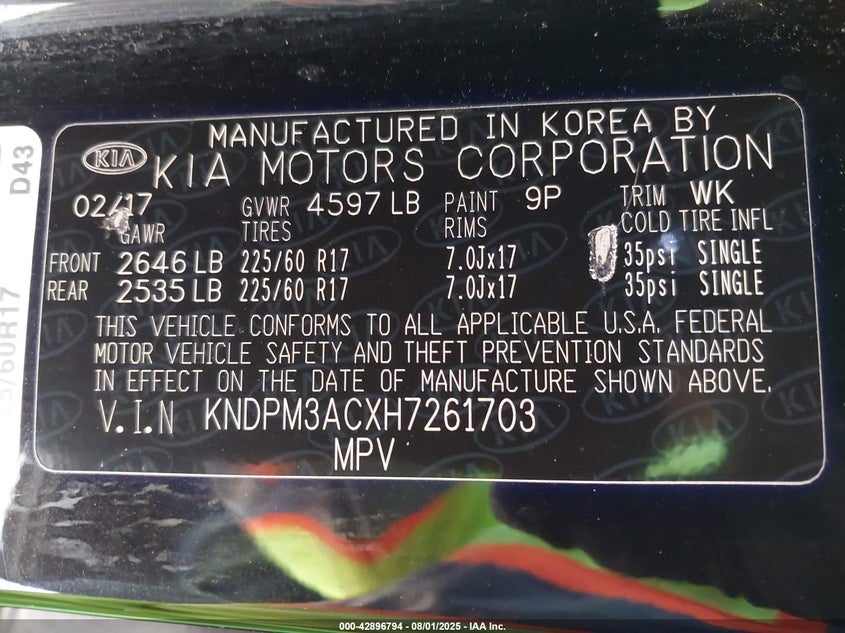 MANUFACTURED IN KOREA BY
KIA KIA MOTORS CORPORATION
02/17 GVWR 4597 LB PAINT 9P TRIM WK
GAWR TIRES RIMS COLD TIRE INFL
FRONT 2646 LB 225/60 R17 7.0Jx17 35psi SINGLE
REAR 2535 LB 225/60 R17 7.0Jx17 35psi SINGLE
THIS VEHICLE CONFORMS TO ALL APPLICABLE U.S.A. FEDERAL
MOTOR VEHICLE SAFETY AND THEFT PREVENTION STANDARDS
IN EFFECT ON THE DATE OF MANUFACTURE SHOWN ABOVE.
V.I.N KNDPM3ACXH7261703
MPV
D43
000-42896794 - 08/01/2025 - IAA Inc.